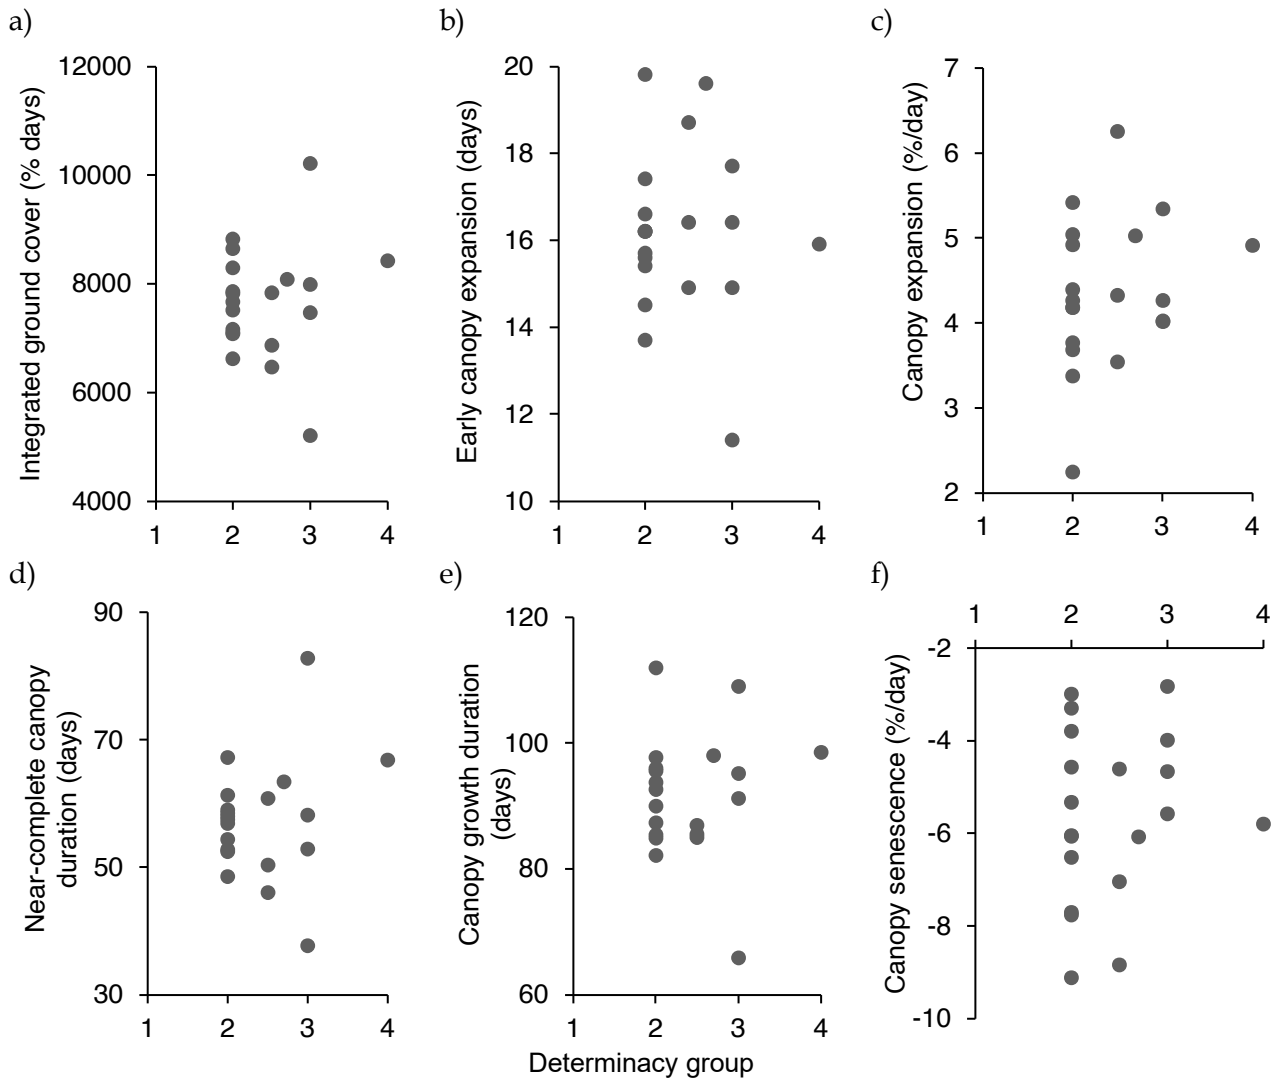 a)
Integrated ground cover (% days)
12000
10000
8000
6000
4000
1 2 3 4
b)
Early canopy expansion (days)
20
18
16
14
12
10
1 2 3 4
c)
Canopy expansion (%/day)
7
6
5
4
3
2
1 2 3 4
d)
Near-complete canopy
duration (days)
90
70
50
30
1 2 3 4
e)
Canopy growth duration
(days)
120
100
80
60
1 2 3 4
f)
Canopy senescence (%/day)
1 2 3 4
-2
-4
-6
-8
-10
Determinacy group